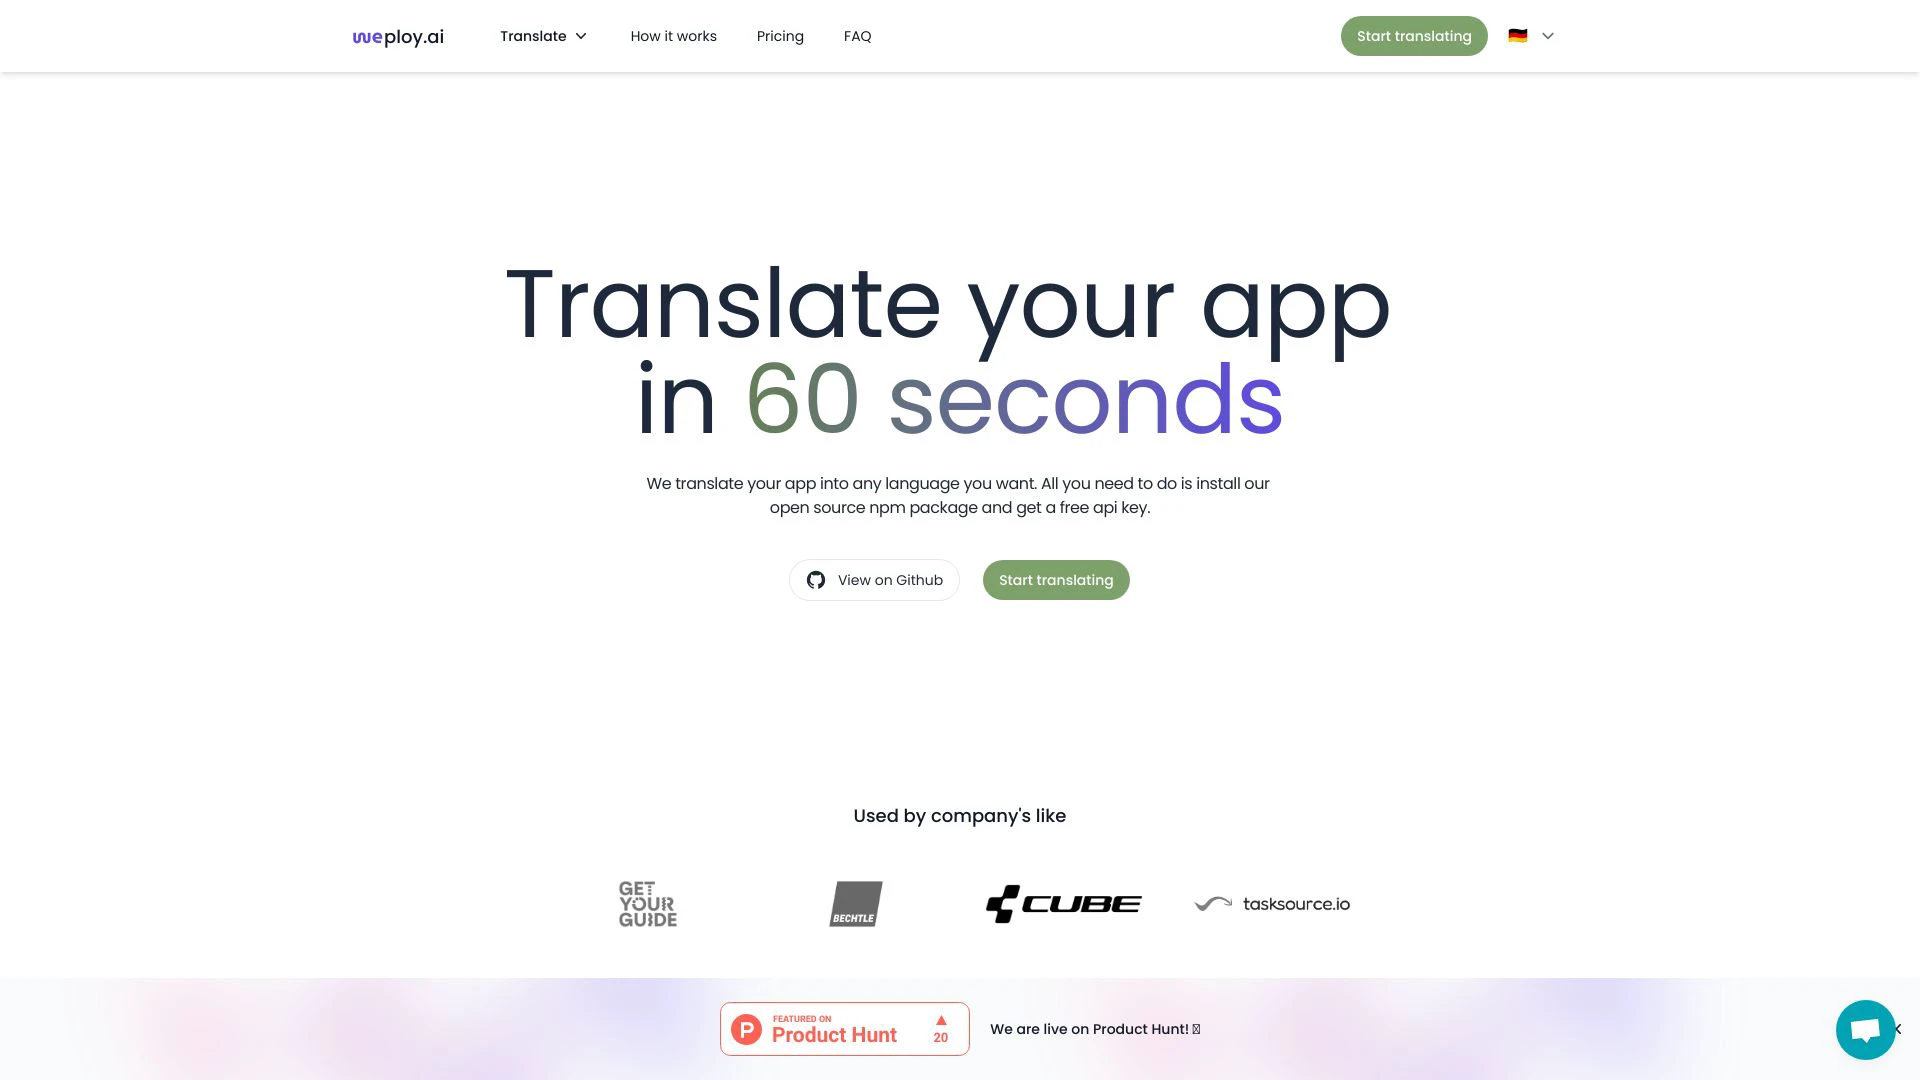 weploy.ai
Translate
How it works
Pricing
FAQ
Start translating
Translate your app
in 60 seconds
We translate your app into any language you want. All you need to do is install our
open source npm package and get a free api key.
View on Github
Start translating
Used by company's like
GET
YOUR
GUIDE
BECHTLE
CUBE
tasksource.io
P
FEATURED ON
Product Hunt
20
We are live on Product Hunt!